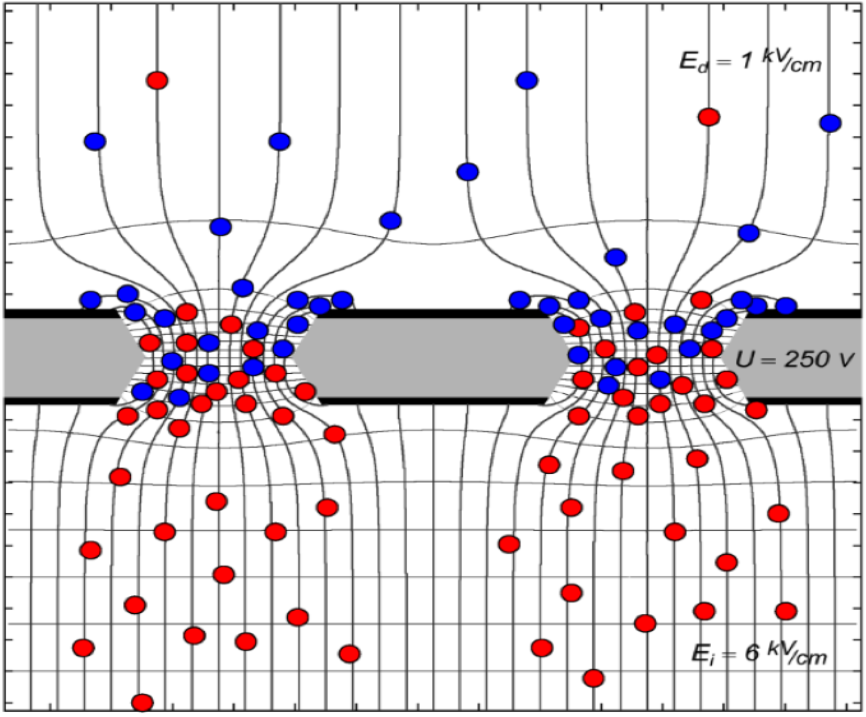 E_d = 1 kV/cm
U = 250 V
E_i = 6 kV/cm